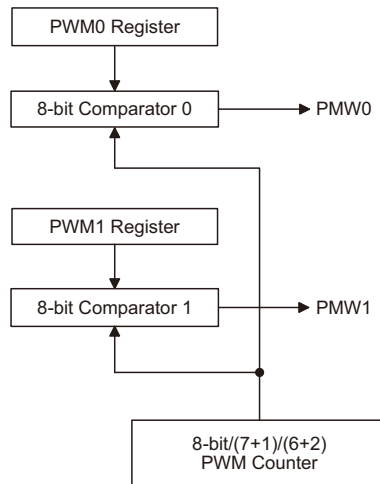 PWM0 Register
8-bit Comparator 0
PMW0
PWM1 Register
8-bit Comparator 1
PMW1
8-bit/(7+1)/(6+2)
PWM Counter